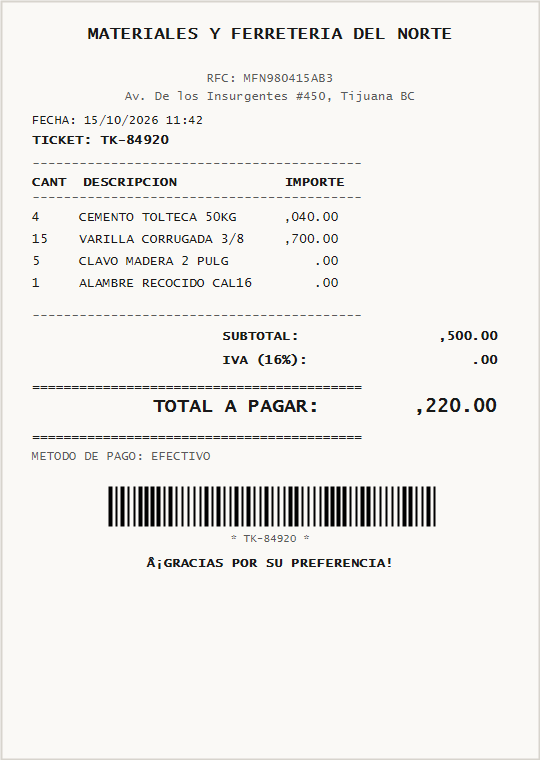 MATERIALES Y FERRETERIA DEL NORTE
RFC: MFN980415AB3
Av. De los Insurgentes #450, Tijuana BC
FECHA: 15/10/2026 11:42
TICKET: TK-84920
------------------------------------------
CANT DESCRIPCION IMPORTE
------------------------------------------
4 CEMENTO TOLTECA 50KG ,040.00
15 VARILLA CORRUGADA 3/8 ,700.00
5 CLAVO MADERA 2 PULG .00
1 ALAMBRE RECOCIDO CAL16 .00
------------------------------------------
SUBTOTAL: ,500.00
IVA (16%): .00
==========================================
TOTAL A PAGAR: ,220.00
==========================================
METODO DE PAGO: EFECTIVO
* TK-84920 *
Â¡GRACIAS POR SU PREFERENCIA!